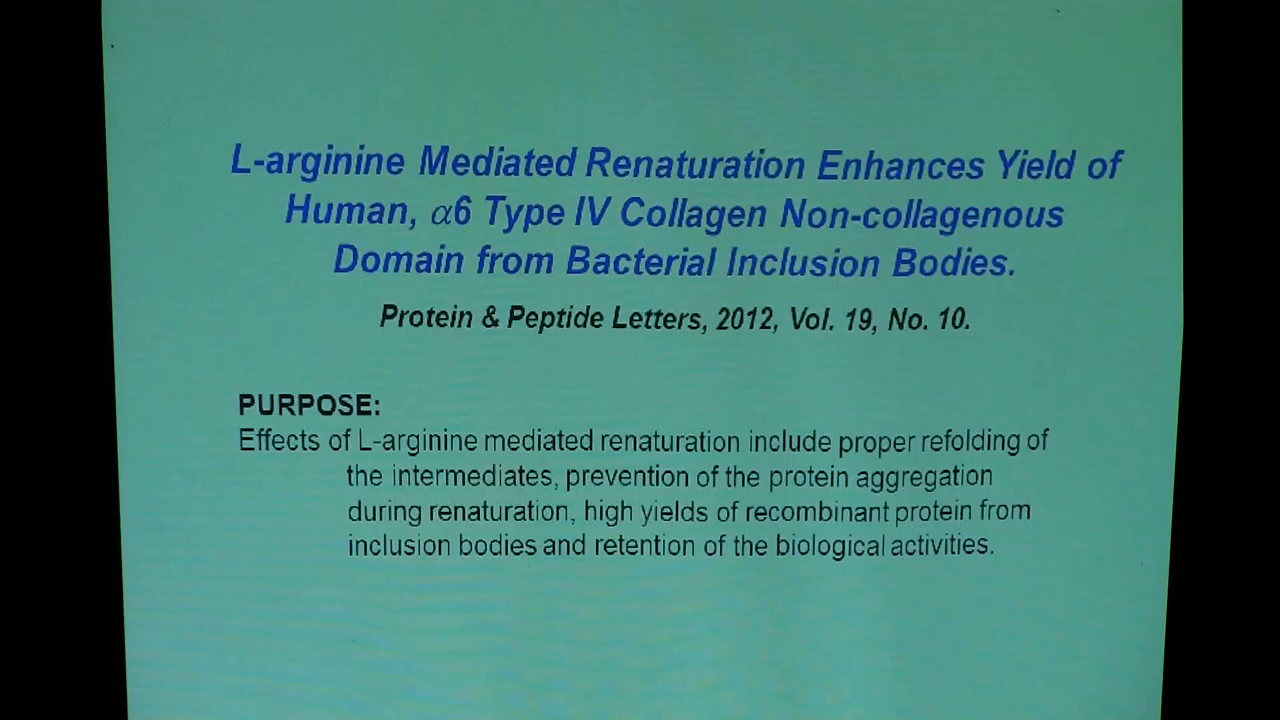 L-arginine Mediated Renaturation Enhances Yield of
Human, α6 Type IV Collagen Non-collagenous
Domain from Bacterial Inclusion Bodies.
Protein & Peptide Letters, 2012, Vol. 19, No. 10.
PURPOSE:
Effects of L-arginine mediated renaturation include proper refolding of
the intermediates, prevention of the protein aggregation
during renaturation, high yields of recombinant protein from
inclusion bodies and retention of the biological activities.